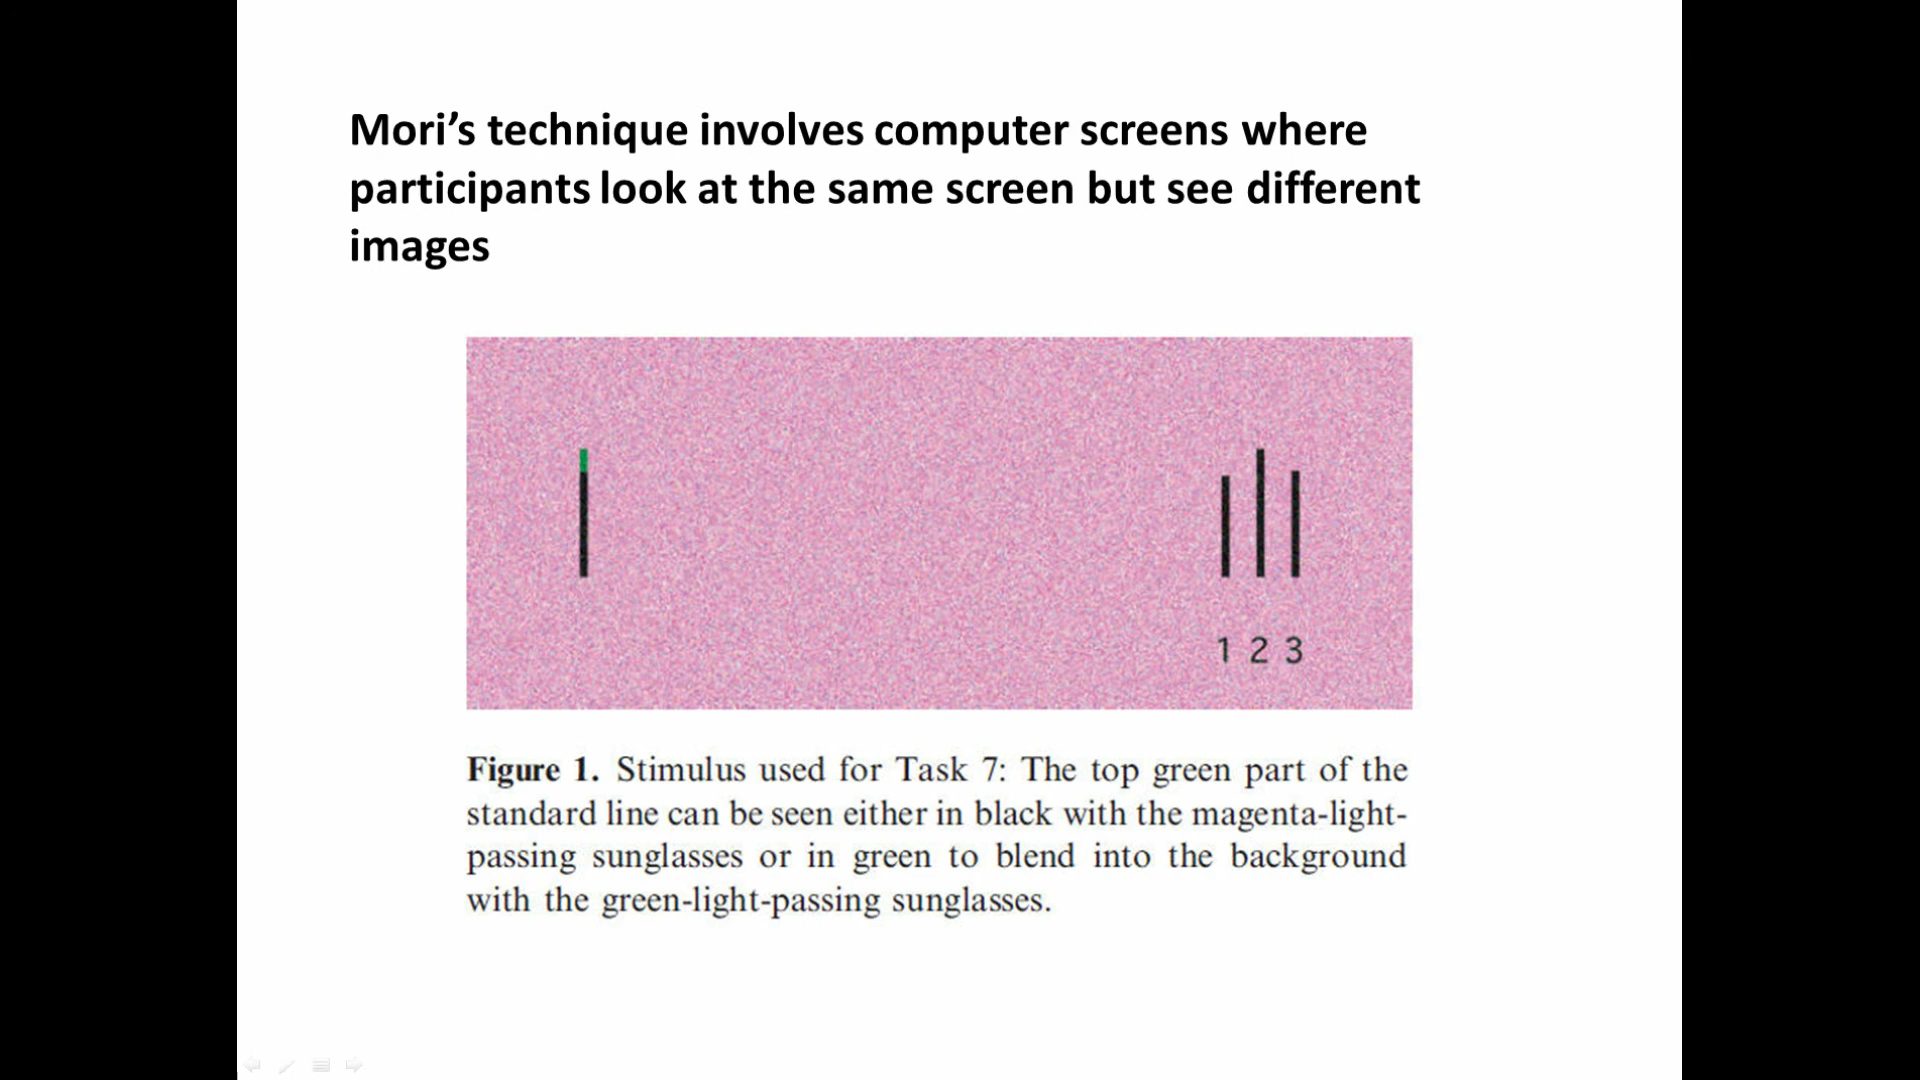 Mori’s technique involves computer screens where
participants look at the same screen but see different
images
1 2 3
Figure 1. Stimulus used for Task 7: The top green part of the
standard line can be seen either in black with the magenta-light-
passing sunglasses or in green to blend into the background
with the green-light-passing sunglasses.